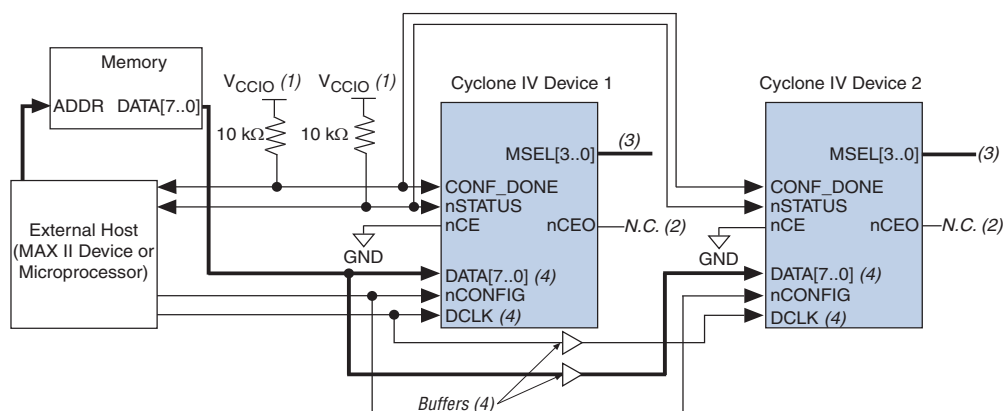 Memory
ADDR DATA[7..0]
VCCIO (1)
VCCIO (1)
10 kΩ
10 kΩ
Cyclone IV Device 1
Cyclone IV Device 2
MSEL[3..0]
(3)
MSEL[3..0]
(3)
External Host
(MAX II Device or
Microprocessor)
CONF_DONE
nSTATUS
nCE
nCEO
N.C. (2)
GND
DATA[7..0] (4)
nCONFIG
DCLK (4)
CONF_DONE
nSTATUS
nCE
nCEO
N.C. (2)
GND
DATA[7..0] (4)
nCONFIG
DCLK (4)
Buffers (4)